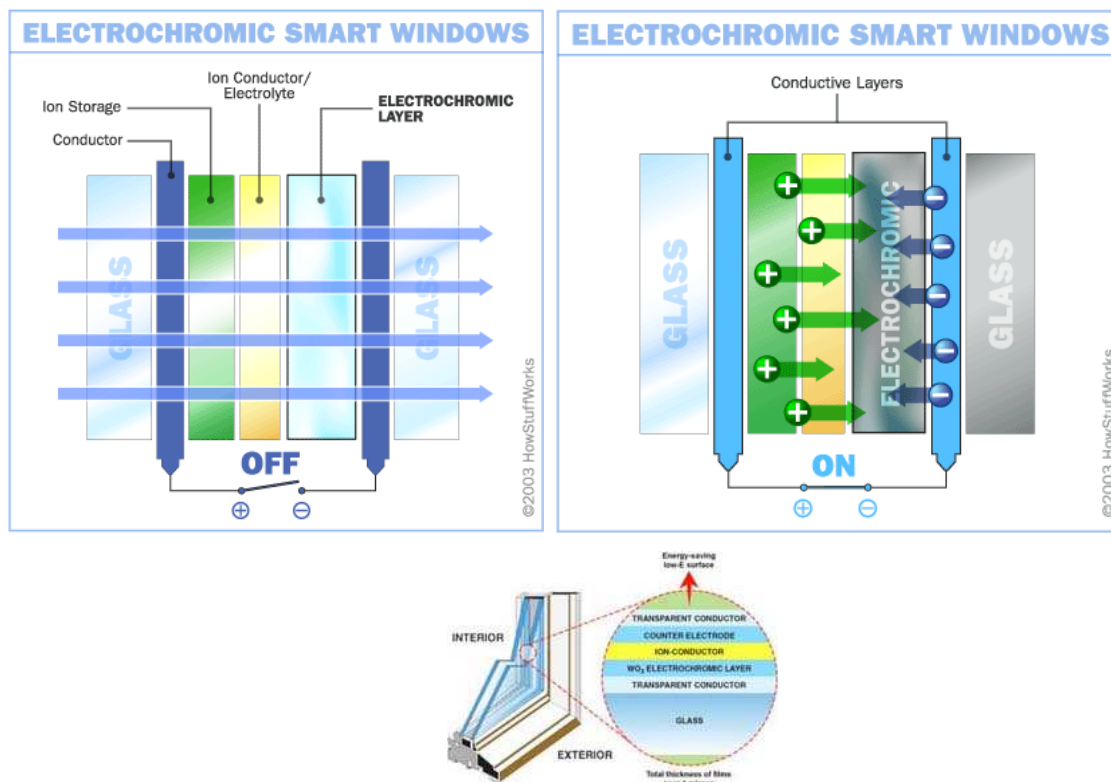 ELECTROCHROMIC SMART WINDOWS
Ion Conductor/
Electrolyte
Ion Storage
ELECTROCHROMIC
LAYER
Conductor
GLASS
GLASS
OFF
+ −
©2003 HowStuffWorks
ELECTROCHROMIC SMART WINDOWS
Conductive Layers
GLASS
+
+
+
+
+
+
ELECTROCHROMIC
−
−
−
−
−
GLASS
ON
+ −
©2003 HowStuffWorks
Energy-saving
low-E surface
TRANSPARENT CONDUCTOR
COUNTER ELECTRODE
ION-CONDUCTOR
WO₃ ELECTROCHROMIC LAYER
TRANSPARENT CONDUCTOR
GLASS
INTERIOR
EXTERIOR
Total thickness of films